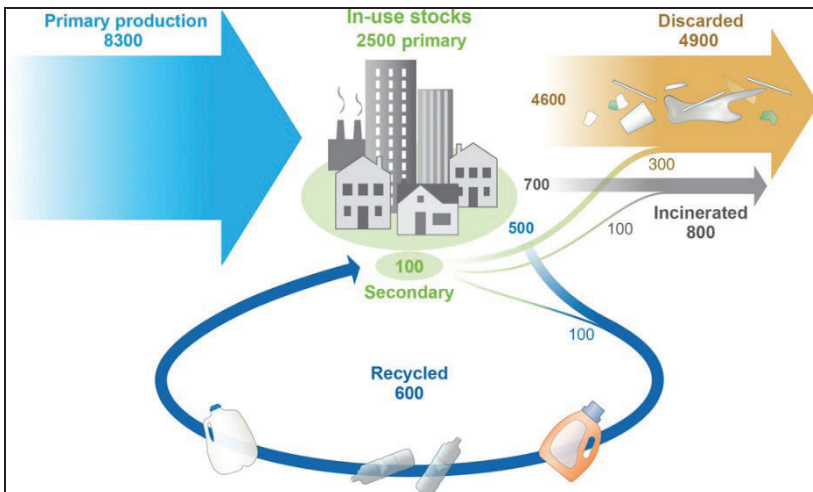 Primary production
8300
In-use stocks
2500 primary
Discarded
4900
4600
300
700
Incinerated
800
500
100
100
Secondary
100
Recycled
600